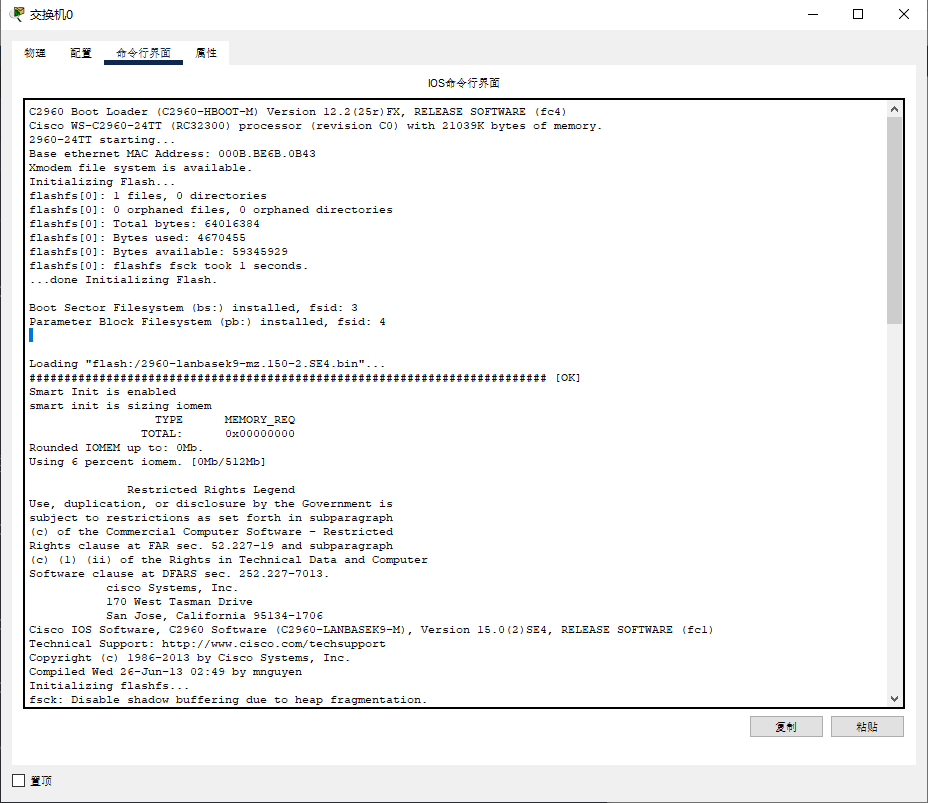 交换机0
物理 配置 命令行界面 属性
IOS命令行界面
C2960 Boot Loader (C2960-HBOOT-M) Version 12.2(25r)FX, RELEASE SOFTWARE (fc4)
Cisco WS-C2960-24TT (RC32300) processor (revision C0) with 21039K bytes of memory.
2960-24TT starting...
Base ethernet MAC Address: 000B.BE6B.0B43
Xmodem file system is available.
Initializing Flash...
flashfs[0]: 1 files, 0 directories
flashfs[0]: 0 orphaned files, 0 orphaned directories
flashfs[0]: Total bytes: 64016384
flashfs[0]: Bytes used: 4670455
flashfs[0]: Bytes available: 59345929
flashfs[0]: flashfs fsck took 1 seconds.
...done Initializing Flash.
Boot Sector Filesystem (bs:) installed, fsid: 3
Parameter Block Filesystem (pb:) installed, fsid: 4
Loading "flash:/2960-lanbasek9-mz.150-2.SE4.bin"...
########################################################################## [OK]
Smart Init is enabled
smart init is sizing iomem
TYPE MEMORY_REQ
TOTAL: 0x00000000
Rounded IOMEM up to: 0Mb.
Using 6 percent iomem. [0Mb/512Mb]
Restricted Rights Legend
Use, duplication, or disclosure by the Government is
subject to restrictions as set forth in subparagraph
(c) of the Commercial Computer Software - Restricted
Rights clause at FAR sec. 52.227-19 and subparagraph
(c) (1) (ii) of the Rights in Technical Data and Computer
Software clause at DFARS sec. 252.227-7013.
cisco Systems, Inc.
170 West Tasman Drive
San Jose, California 95134-1706
Cisco IOS Software, C2960 Software (C2960-LANBASEK9-M), Version 15.0(2)SE4, RELEASE SOFTWARE (fc1)
Technical Support: http://www.cisco.com/techsupport
Copyright (c) 1986-2013 by Cisco Systems, Inc.
Compiled Wed 26-Jun-13 02:49 by mnguyen
Initializing flashfs...
fsck: Disable shadow buffering due to heap fragmentation.
复制 粘贴
置顶